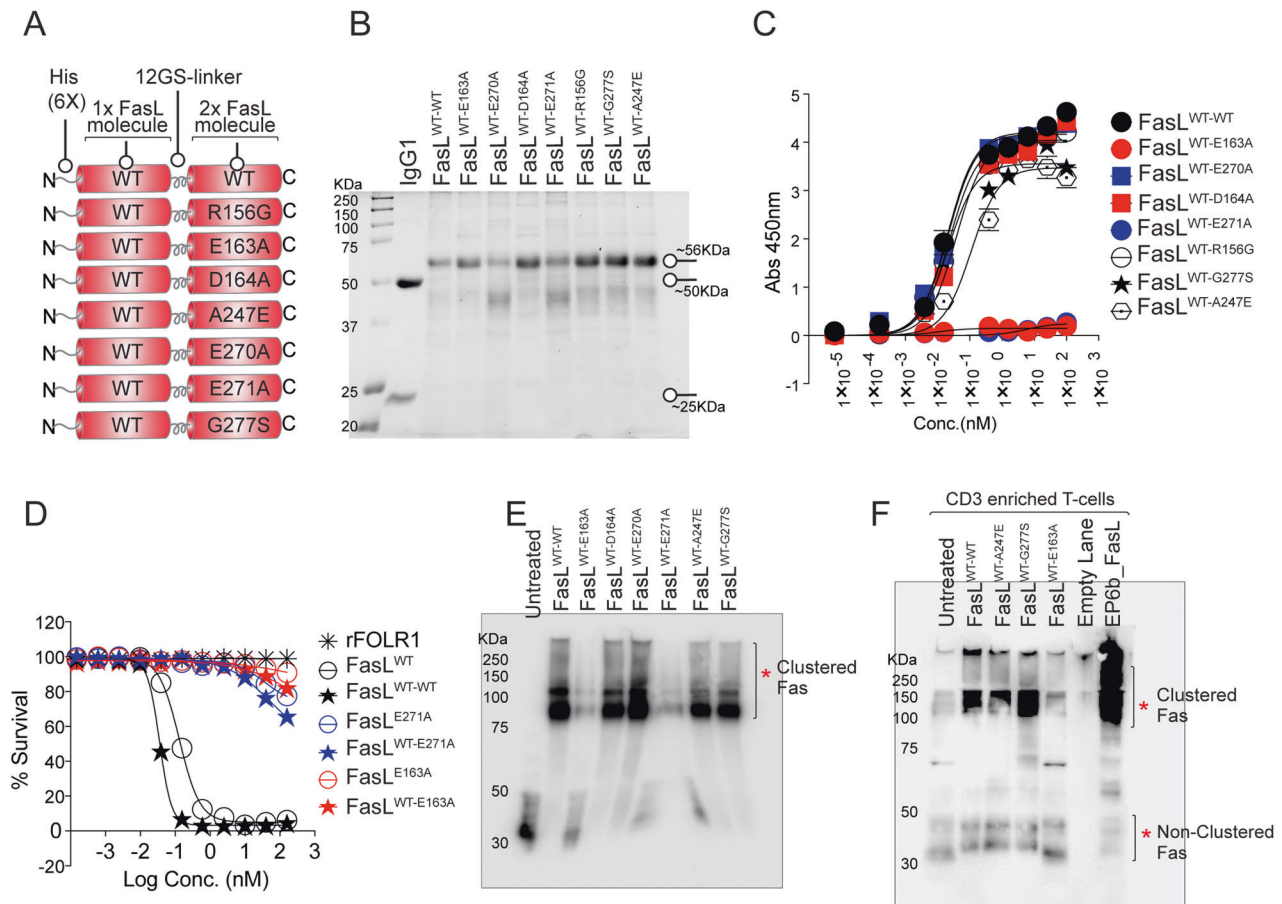 A
His
(6X)
12GS-linker
1x FasL
molecule
2x FasL
molecule
N WT WT C
N WT R156G C
N WT E163A C
N WT D164A C
N WT A247E C
N WT E270A C
N WT E271A C
N WT G277S C
B
KDa
IgG1
FasL WT-WT
FasL WT-E163A
FasL WT-E270A
FasL WT-D164A
FasL WT-E271A
FasL WT-R156G
FasL WT-G277S
FasL WT-A247E
250
150
100
75
50
37
25
20
~56KDa
~50KDa
~25KDa
C
Abs 450nm
5
4
3
2
1
0
-1
1×10 -5
1×10 -4
1×10 -3
1×10 -2
1×10 -1
1×10 0
1×10 1
1×10 2
1×10 3
Conc.(nM)
FasL WT-WT
FasL WT-E163A
FasL WT-E270A
FasL WT-D164A
FasL WT-E271A
FasL WT-R156G
FasL WT-G277S
FasL WT-A247E
D
% Survival
120
100
80
60
40
20
0
-3 -2 -1 0 1 2 3
Log Conc. (nM)
rFOLR1
FasL WT
FasL WT-WT
FasL E271A
FasL WT-E271A
FasL E163A
FasL WT-E163A
E
Untreated
FasL WT-WT
FasL WT-E163A
FasL WT-D164A
FasL WT-E270A
FasL WT-E271A
FasL WT-A247E
FasL WT-G277S
KDa
250
150
100
75
50
30
* Clustered
Fas
F
CD3 enriched T-cells
Untreated
FasL WT-WT
FasL WT-A247E
FasL WT-G277S
FasL WT-E163A
Empty Lane
EP6b_FasL
KDa
250
150
100
75
50
30
* Clustered
Fas
* Non-Clustered
Fas